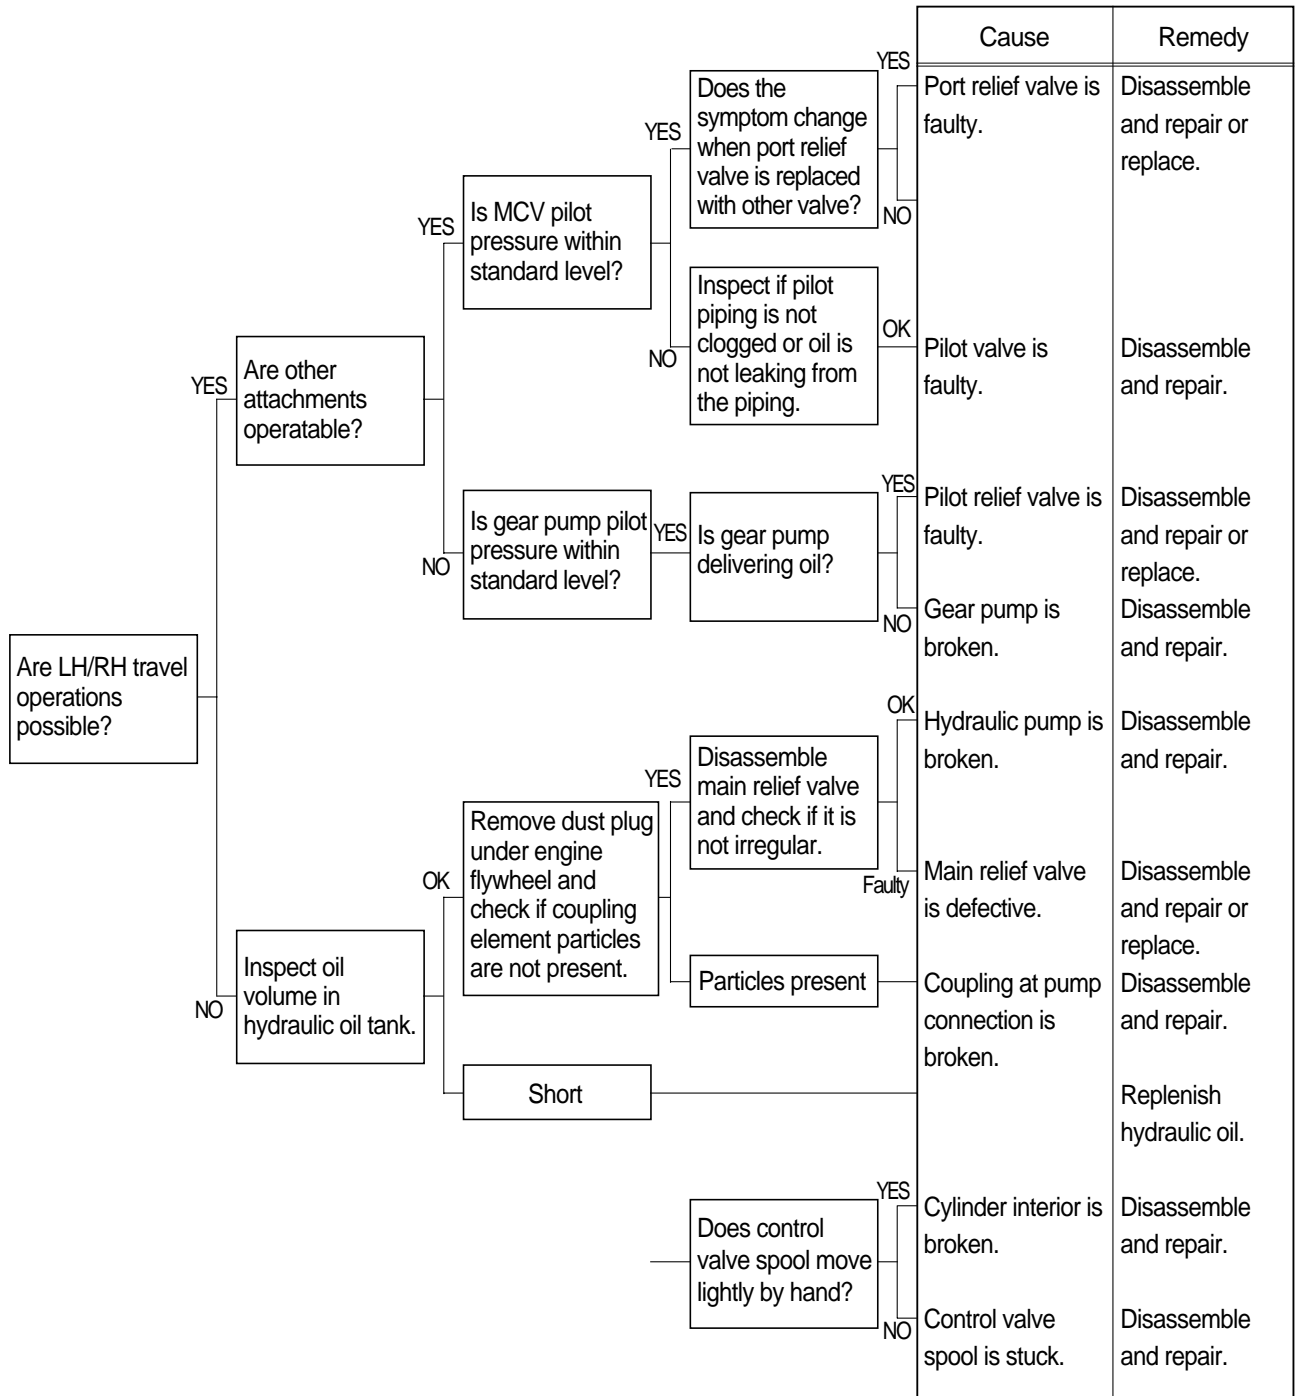 Cause
Remedy
Are LH/RH travel
operations
possible?
YES
Are other
attachments
operatable?
YES
Is MCV pilot
pressure within
standard level?
YES
Does the
symptom change
when port relief
valve is replaced
with other valve?
YES
Port relief valve is
faulty.
Disassemble
and repair or
replace.
NO
NO
Inspect if pilot
piping is not
clogged or oil is
not leaking from
the piping.
OK
Pilot valve is
faulty.
Disassemble
and repair.
NO
Is gear pump pilot
pressure within
standard level?
YES
Is gear pump
delivering oil?
YES
Pilot relief valve is
faulty.
Disassemble
and repair or
replace.
NO
Gear pump is
broken.
Disassemble
and repair.
NO
Inspect oil
volume in
hydraulic oil tank.
OK
Remove dust plug
under engine
flywheel and
check if coupling
element particles
are not present.
YES
Disassemble
main relief valve
and check if it is
not irregular.
OK
Hydraulic pump is
broken.
Disassemble
and repair.
Faulty
Main relief valve
is defective.
Disassemble
and repair or
replace.
Particles present
Coupling at pump
connection is
broken.
Disassemble
and repair.
Short
Replenish
hydraulic oil.
Does control
valve spool move
lightly by hand?
YES
Cylinder interior is
broken.
Disassemble
and repair.
NO
Control valve
spool is stuck.
Disassemble
and repair.